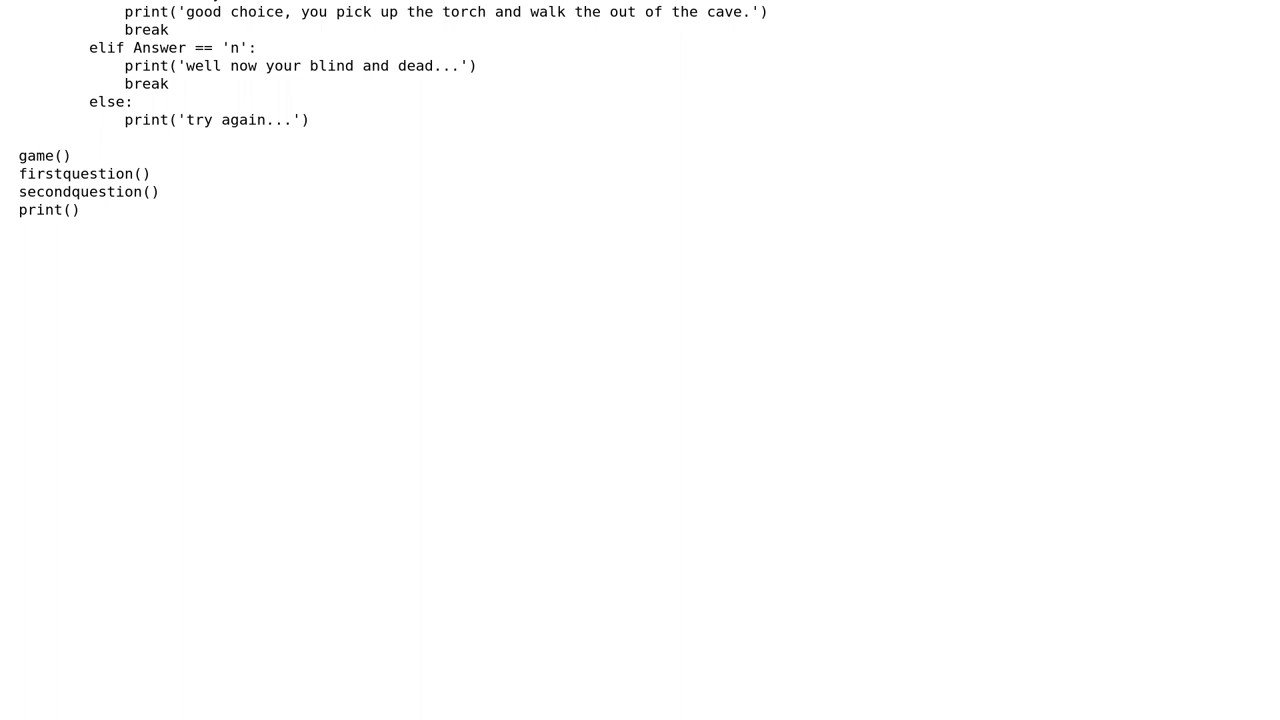 print('good choice, you pick up the torch and walk the out of the cave.')
break
elif Answer == 'n':
print('well now your blind and dead...')
break
else:
print('try again...')
game()
firstquestion()
secondquestion()
print()